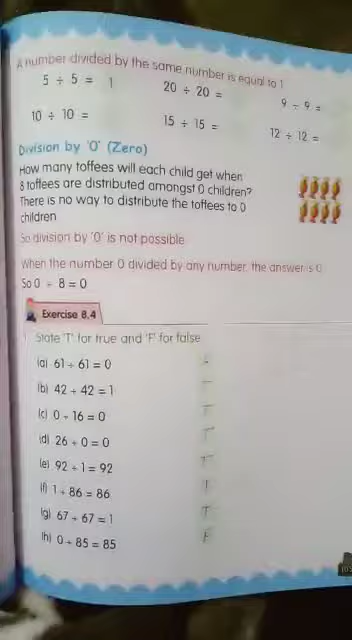 A number divided by the same number is equal to 1
5 ÷ 5 = 1 20 ÷ 20 = 9 ÷ 9 =
10 ÷ 10 = 15 ÷ 15 = 12 ÷ 12 =
Division by '0' (Zero)
How many toffees will each child get when
8 toffees are distributed amongst 0 children?
There is no way to distribute the toffees to 0
children
So division by '0' is not possible
When the number 0 divided by any number, the answer is 0
So 0 ÷ 8 = 0
Exercise 8.4
1 State 'T' for true and 'F' for false
(a) 61 ÷ 61 = 0
(b) 42 ÷ 42 = 1
(c) 0 ÷ 16 = 0 T
(d) 26 ÷ 0 = 0 T
(e) 92 ÷ 1 = 92 T
(f) 1 ÷ 86 = 86
(g) 67 ÷ 67 = 1 T
(h) 0 ÷ 85 = 85 F